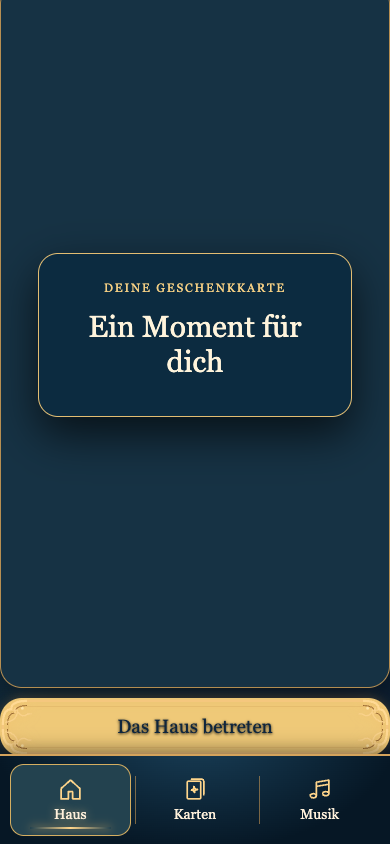 DEINE GESCHENKKARTE
Ein Moment für
dich
Das Haus betreten
Haus
Karten
Musik